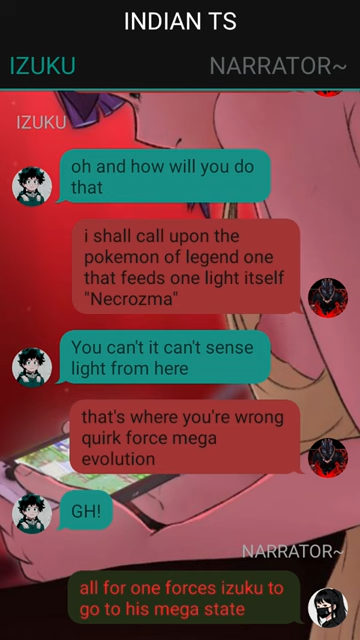 INDIAN TS
IZUKU NARRATOR~
IZUKU
oh and how will you do
that
i shall call upon the
pokemon of legend one
that feeds one light itself
"Necrozma"
You can't it can't sense
light from here
that's where you're wrong
quirk force mega
evolution
GH!
NARRATOR~
all for one forces izuku to
go to his mega state